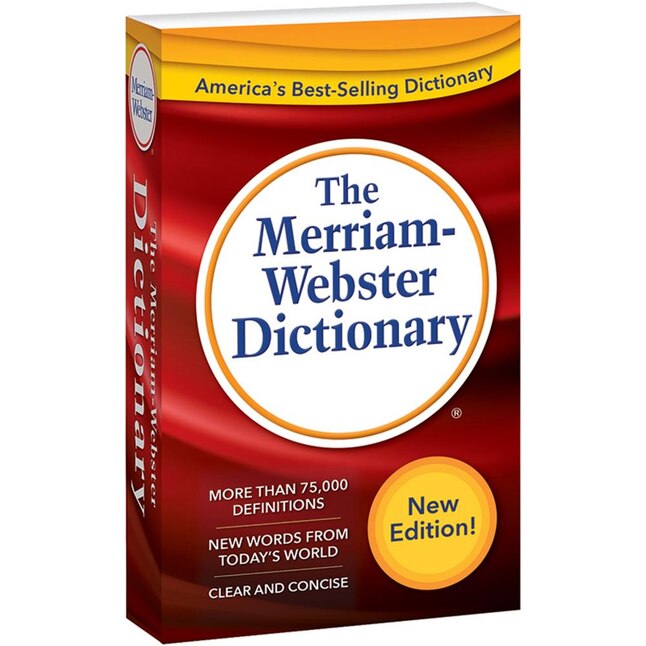 America's Best-Selling Dictionary
The
Merriam-
Webster
Dictionary
®
MORE THAN 75,000
DEFINITIONS
NEW WORDS FROM
TODAY'S WORLD
CLEAR AND CONCISE
New
Edition!
Merriam-
Webster
®
The Merriam-Webster
Dictionary